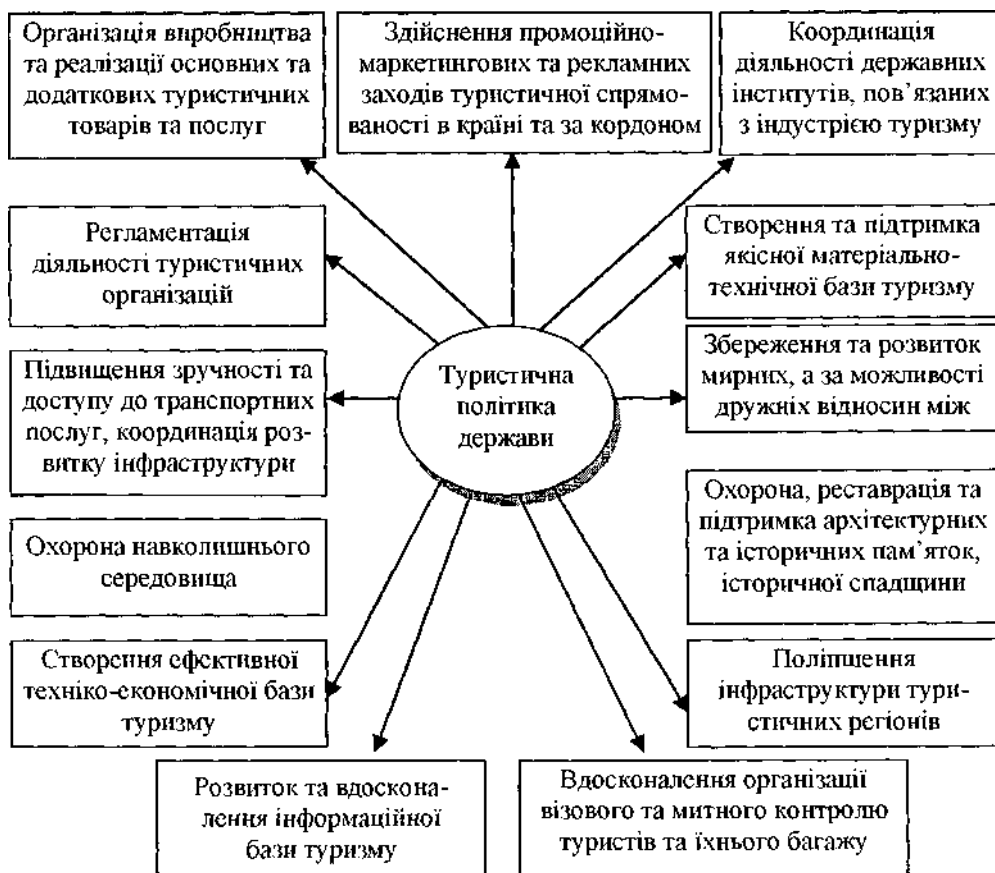 Організація виробництва
та реалізації основних та
додаткових туристичних
товарів та послуг
Здійснення промоційно-
маркетингових та рекламних
заходів туристичної спрямо-
ваності в країні та за кордоном
Координація
діяльності державних
інститутів, пов’язаних
з індустрією туризму
Регламентація
діяльності туристичних
організацій
Створення та підтримка
якісної матеріально-
технічної бази туризму
Підвищення зручності та
доступу до транспортних
послуг, координація роз-
витку інфраструктури
Туристична
політика
держави
Збереження та розвиток
мирних, а за можливості
дружніх відносин між
Охорона навколишнього
середовища
Охорона, реставрація та
підтримка архітектурних
та історичних пам’яток,
історичної спадщини
Створення ефективної
техніко-економічної бази
туризму
Поліпшення
інфраструктури тури-
стичних регіонів
Розвиток та вдоскона-
лення інформаційної
бази туризму
Вдосконалення організації
візового та митного контролю
туристів та їхнього багажу